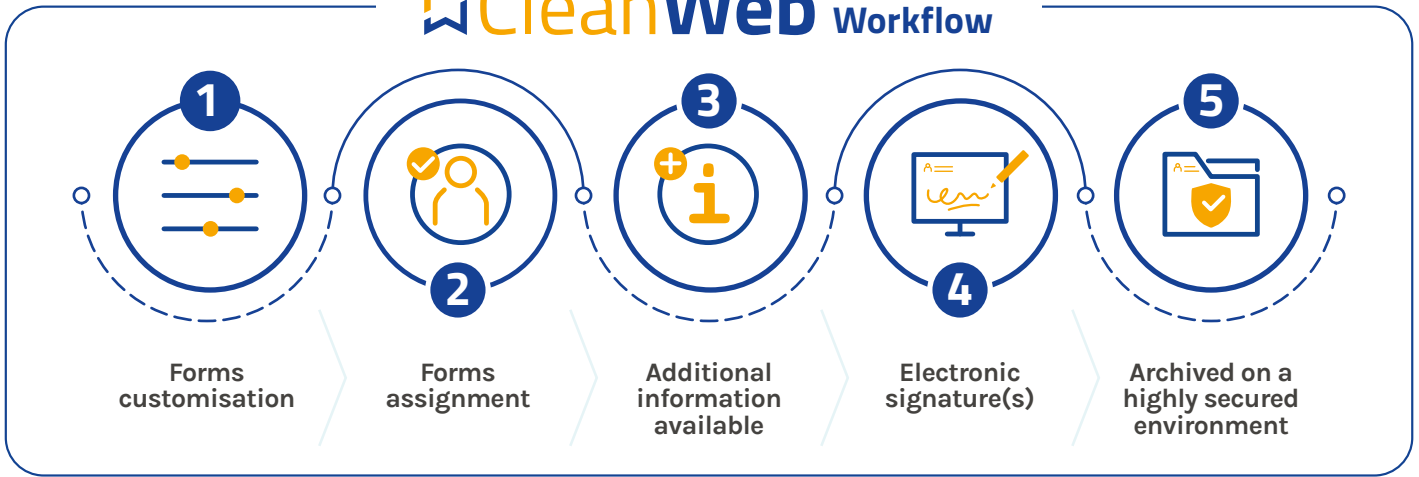 CleanWeb Workflow
1
2
3
4
5
Forms
customisation
Forms
assignment
Additional
information
available
Electronic
signature(s)
Archived on a
highly secured
environment